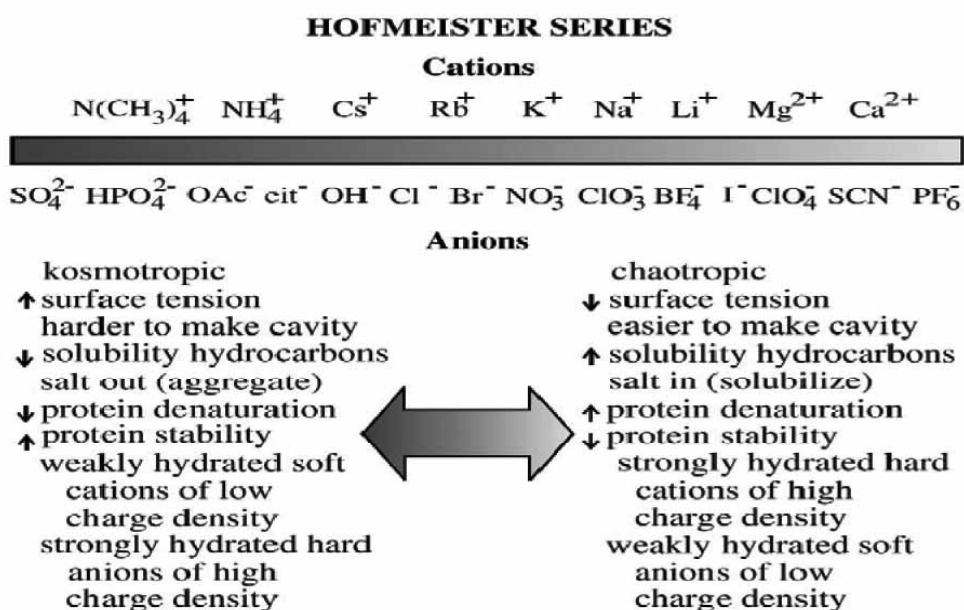 HOFMEISTER SERIES
Cations
N(CH₃)₄⁺ NH₄⁺ Cs⁺ Rb⁺ K⁺ Na⁺ Li⁺ Mg²⁺ Ca²⁺
SO₄²⁻ HPO₄²⁻ OAc⁻ cit⁻ OH⁻ Cl⁻ Br⁻ NO₃⁻ ClO₃⁻ BF₄⁻ I⁻ ClO₄⁻ SCN⁻ PF₆⁻
Anions
kosmotropic
↑ surface tension
harder to make cavity
↓ solubility hydrocarbons
salt out (aggregate)
↓ protein denaturation
↑ protein stability
weakly hydrated soft
cations of low
charge density
strongly hydrated hard
anions of high
charge density
chaotropic
↓ surface tension
easier to make cavity
↑ solubility hydrocarbons
salt in (solubilize)
↑ protein denaturation
↓ protein stability
strongly hydrated hard
cations of high
charge density
weakly hydrated soft
anions of low
charge density